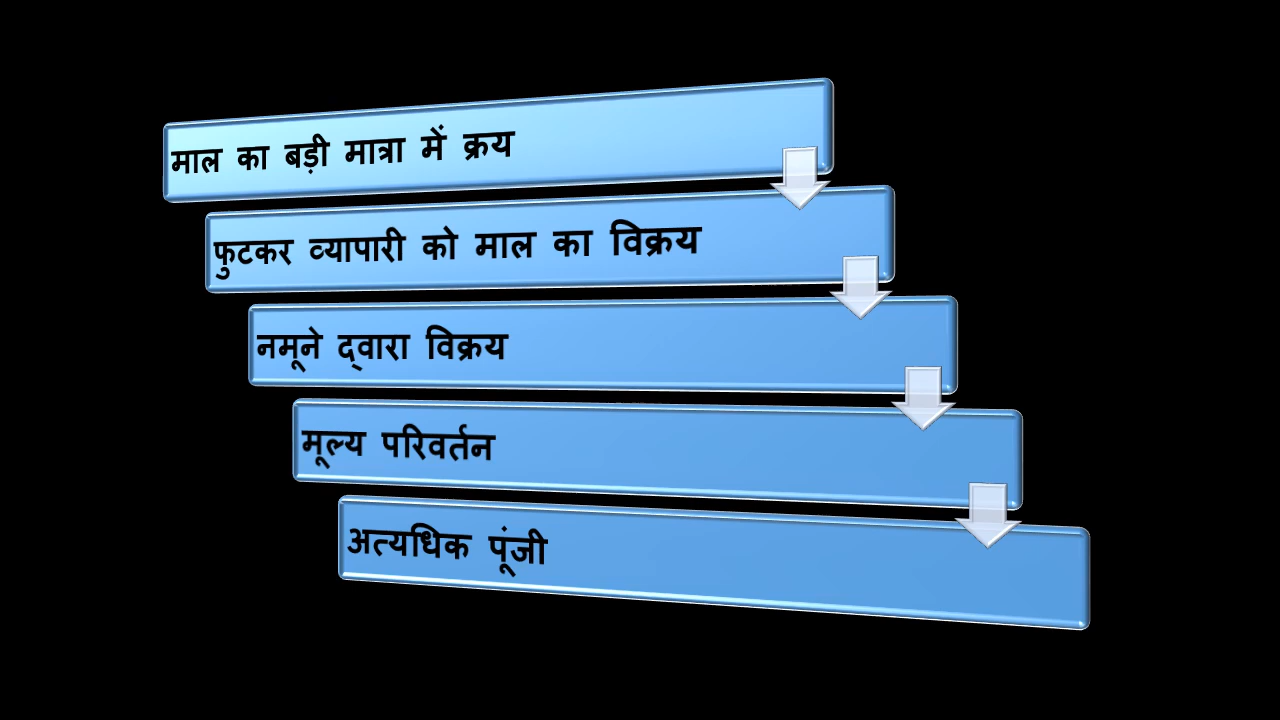 माल का बड़ी मात्रा में क्रय
फुटकर व्यापारी को माल का विक्रय
नमूने द्वारा विक्रय
मूल्य परिवर्तन
अत्यधिक पूंजी